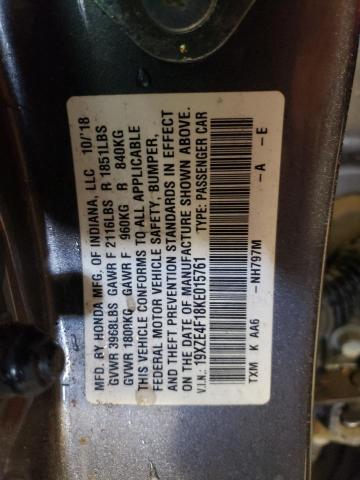 MFD. BY HONDA MFG. OF INDIANA, LLC 10/'18
GVWR 3968LBS GAWR F 2116LBS R 1851LBS
GVWR 1800KG GAWR F 960KG R 840KG
THIS VEHICLE CONFORMS TO ALL APPLICABLE
FEDERAL MOTOR VEHICLE SAFETY, BUMPER,
AND THEFT PREVENTION STANDARDS IN EFFECT
ON THE DATE OF MANUFACTURE SHOWN ABOVE.
V.I.N.: 19XZE4F18KE015761 TYPE: PASSENGER CAR
TXM K AA6 -NH797M -A -E